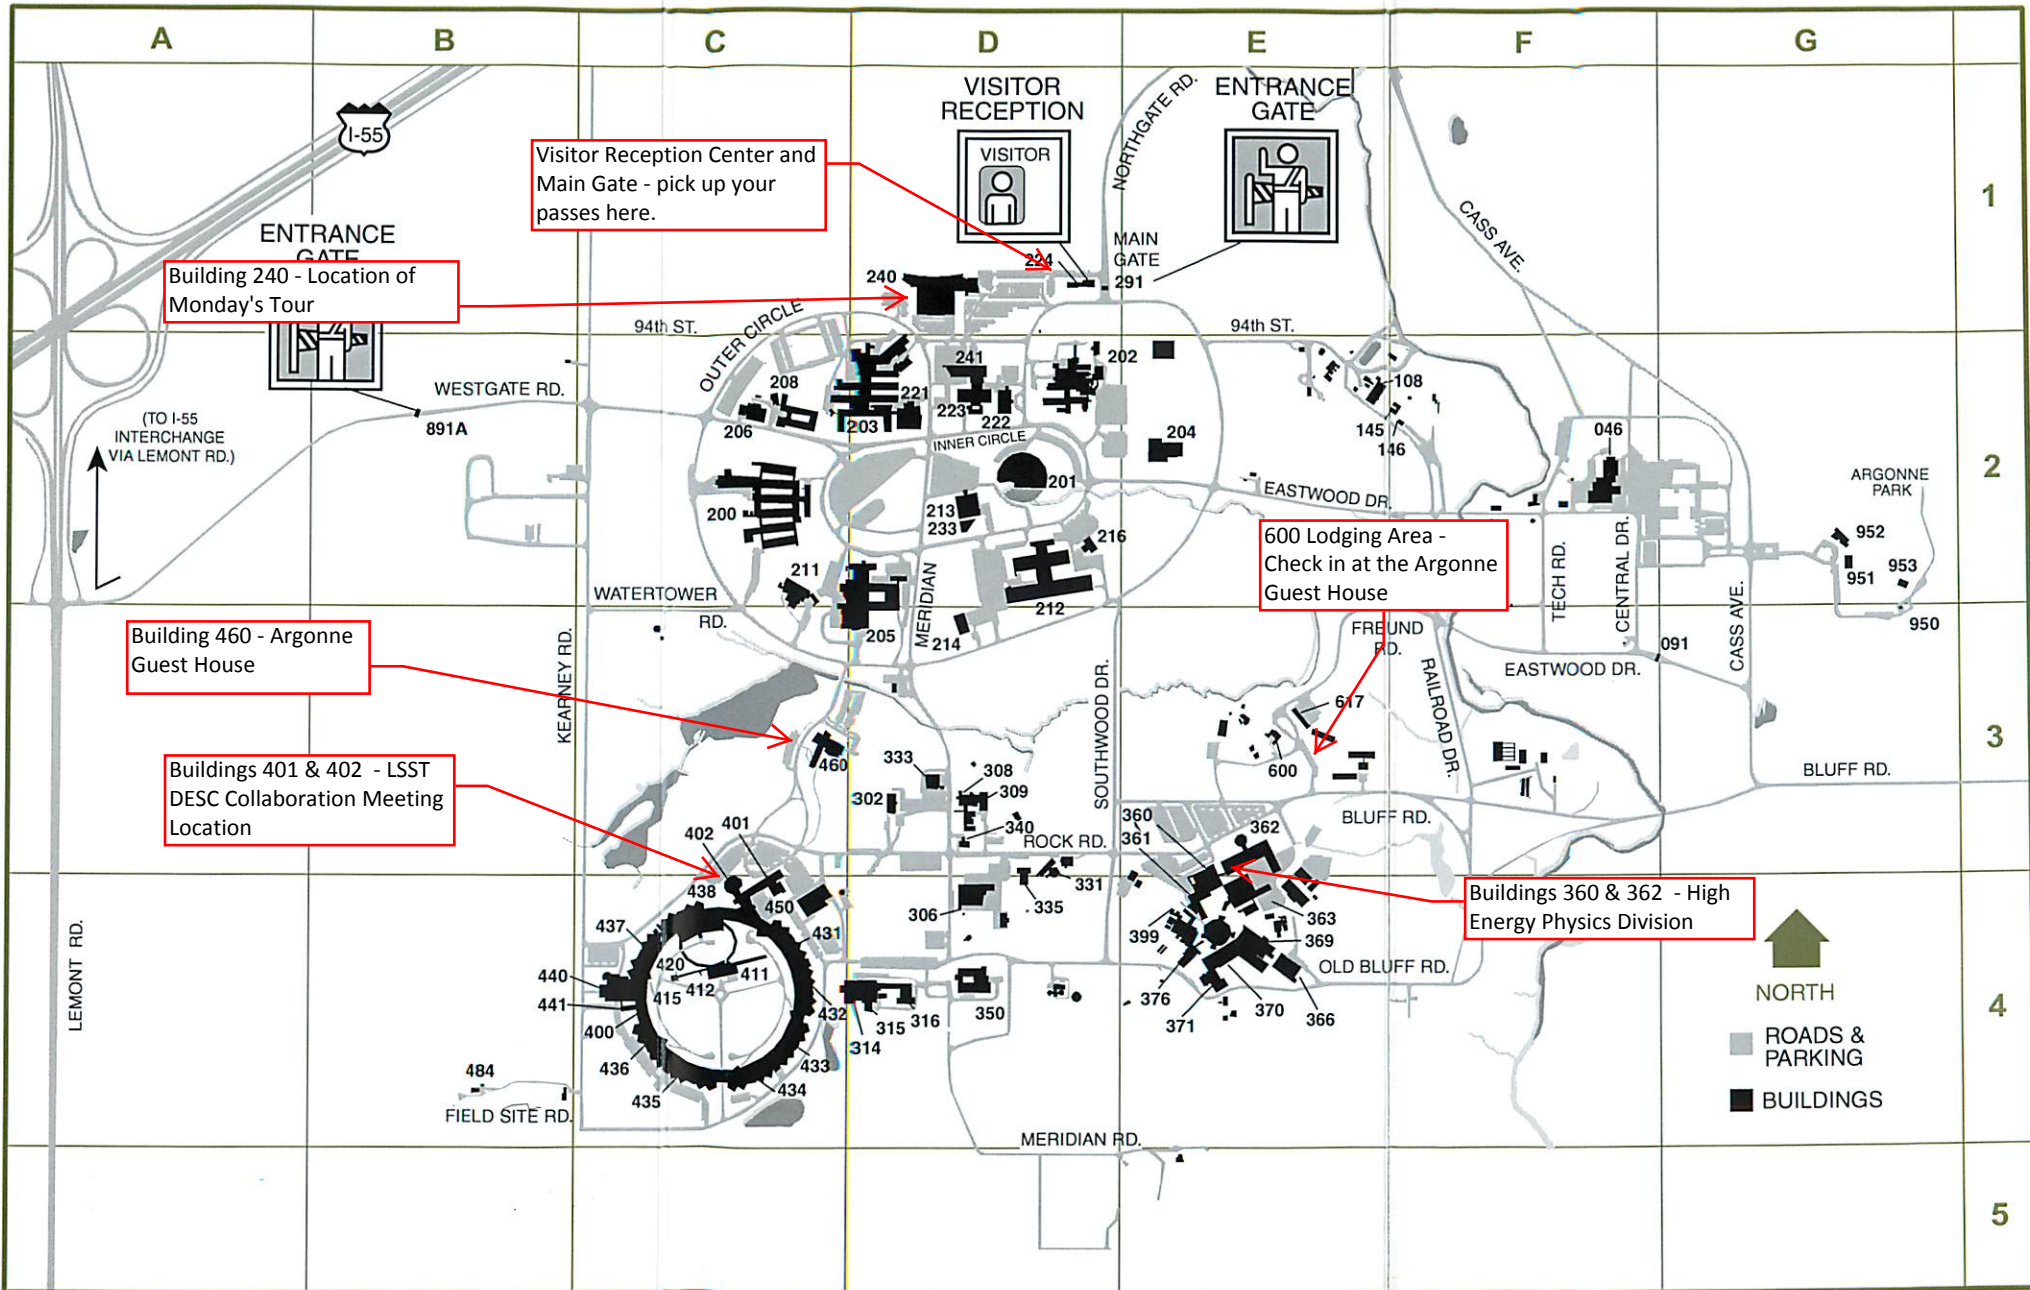 A B C D E F G
1
2
3
4
5
I-55
VISITOR
RECEPTION
VISITOR
NORTHGATE RD.
ENTRANCE
GATE
CASS AVE.
Visitor Reception Center and
Main Gate - pick up your
passes here.
ENTRANCE
GATE
Building 240 - Location of
Monday's Tour
240
224
MAIN
GATE
291
94th ST.
OUTER CIRCLE
94th ST.
WESTGATE RD.
891A
(TO I-55
INTERCHANGE
VIA LEMONT RD.)
208
206
221
203
241
223
222
202
INNER CIRCLE
204
108
145
146
046
200
201
213
233
216
EASTWOOD DR.
600 Lodging Area -
Check in at the Argonne
Guest House
ARGONNE
PARK
952
951
953
950
TECH RD.
CENTRAL DR.
CASS AVE.
211
212
WATERTOWER
RD.
205
MERIDIAN
214
FREUND
RD.
091
EASTWOOD DR.
RAILROAD DR.
Building 460 - Argonne
Guest House
KEARNEY RD.
SOUTHWOOD DR.
617
600
460
333
308
309
302
340
BLUFF RD.
Buildings 401 & 402 - LSST
DESC Collaboration Meeting
Location
402
401
ROCK RD.
360
361
362
BLUFF RD.
438
450
306
335
331
399
363
369
Buildings 360 & 362 - High
Energy Physics Division
437
431
420
411
412
415
440
441
400
436
435
434
433
432
314
315
316
350
376
371
370
366
OLD BLUFF RD.
LEMONT RD.
484
FIELD SITE RD.
MERIDIAN RD.
NORTH
ROADS &
PARKING
BUILDINGS